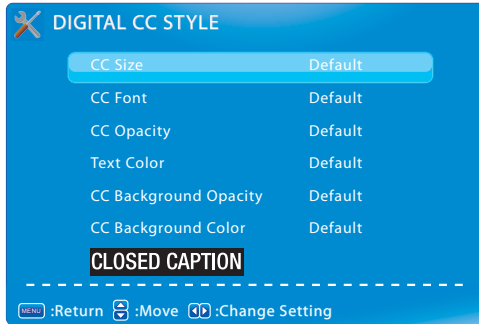 DIGITAL CC STYLE
CC Size Default
CC Font Default
CC Opacity Default
Text Color Default
CC Background Opacity Default
CC Background Color Default
CLOSED CAPTION
MENU :Return :Move :Change Setting